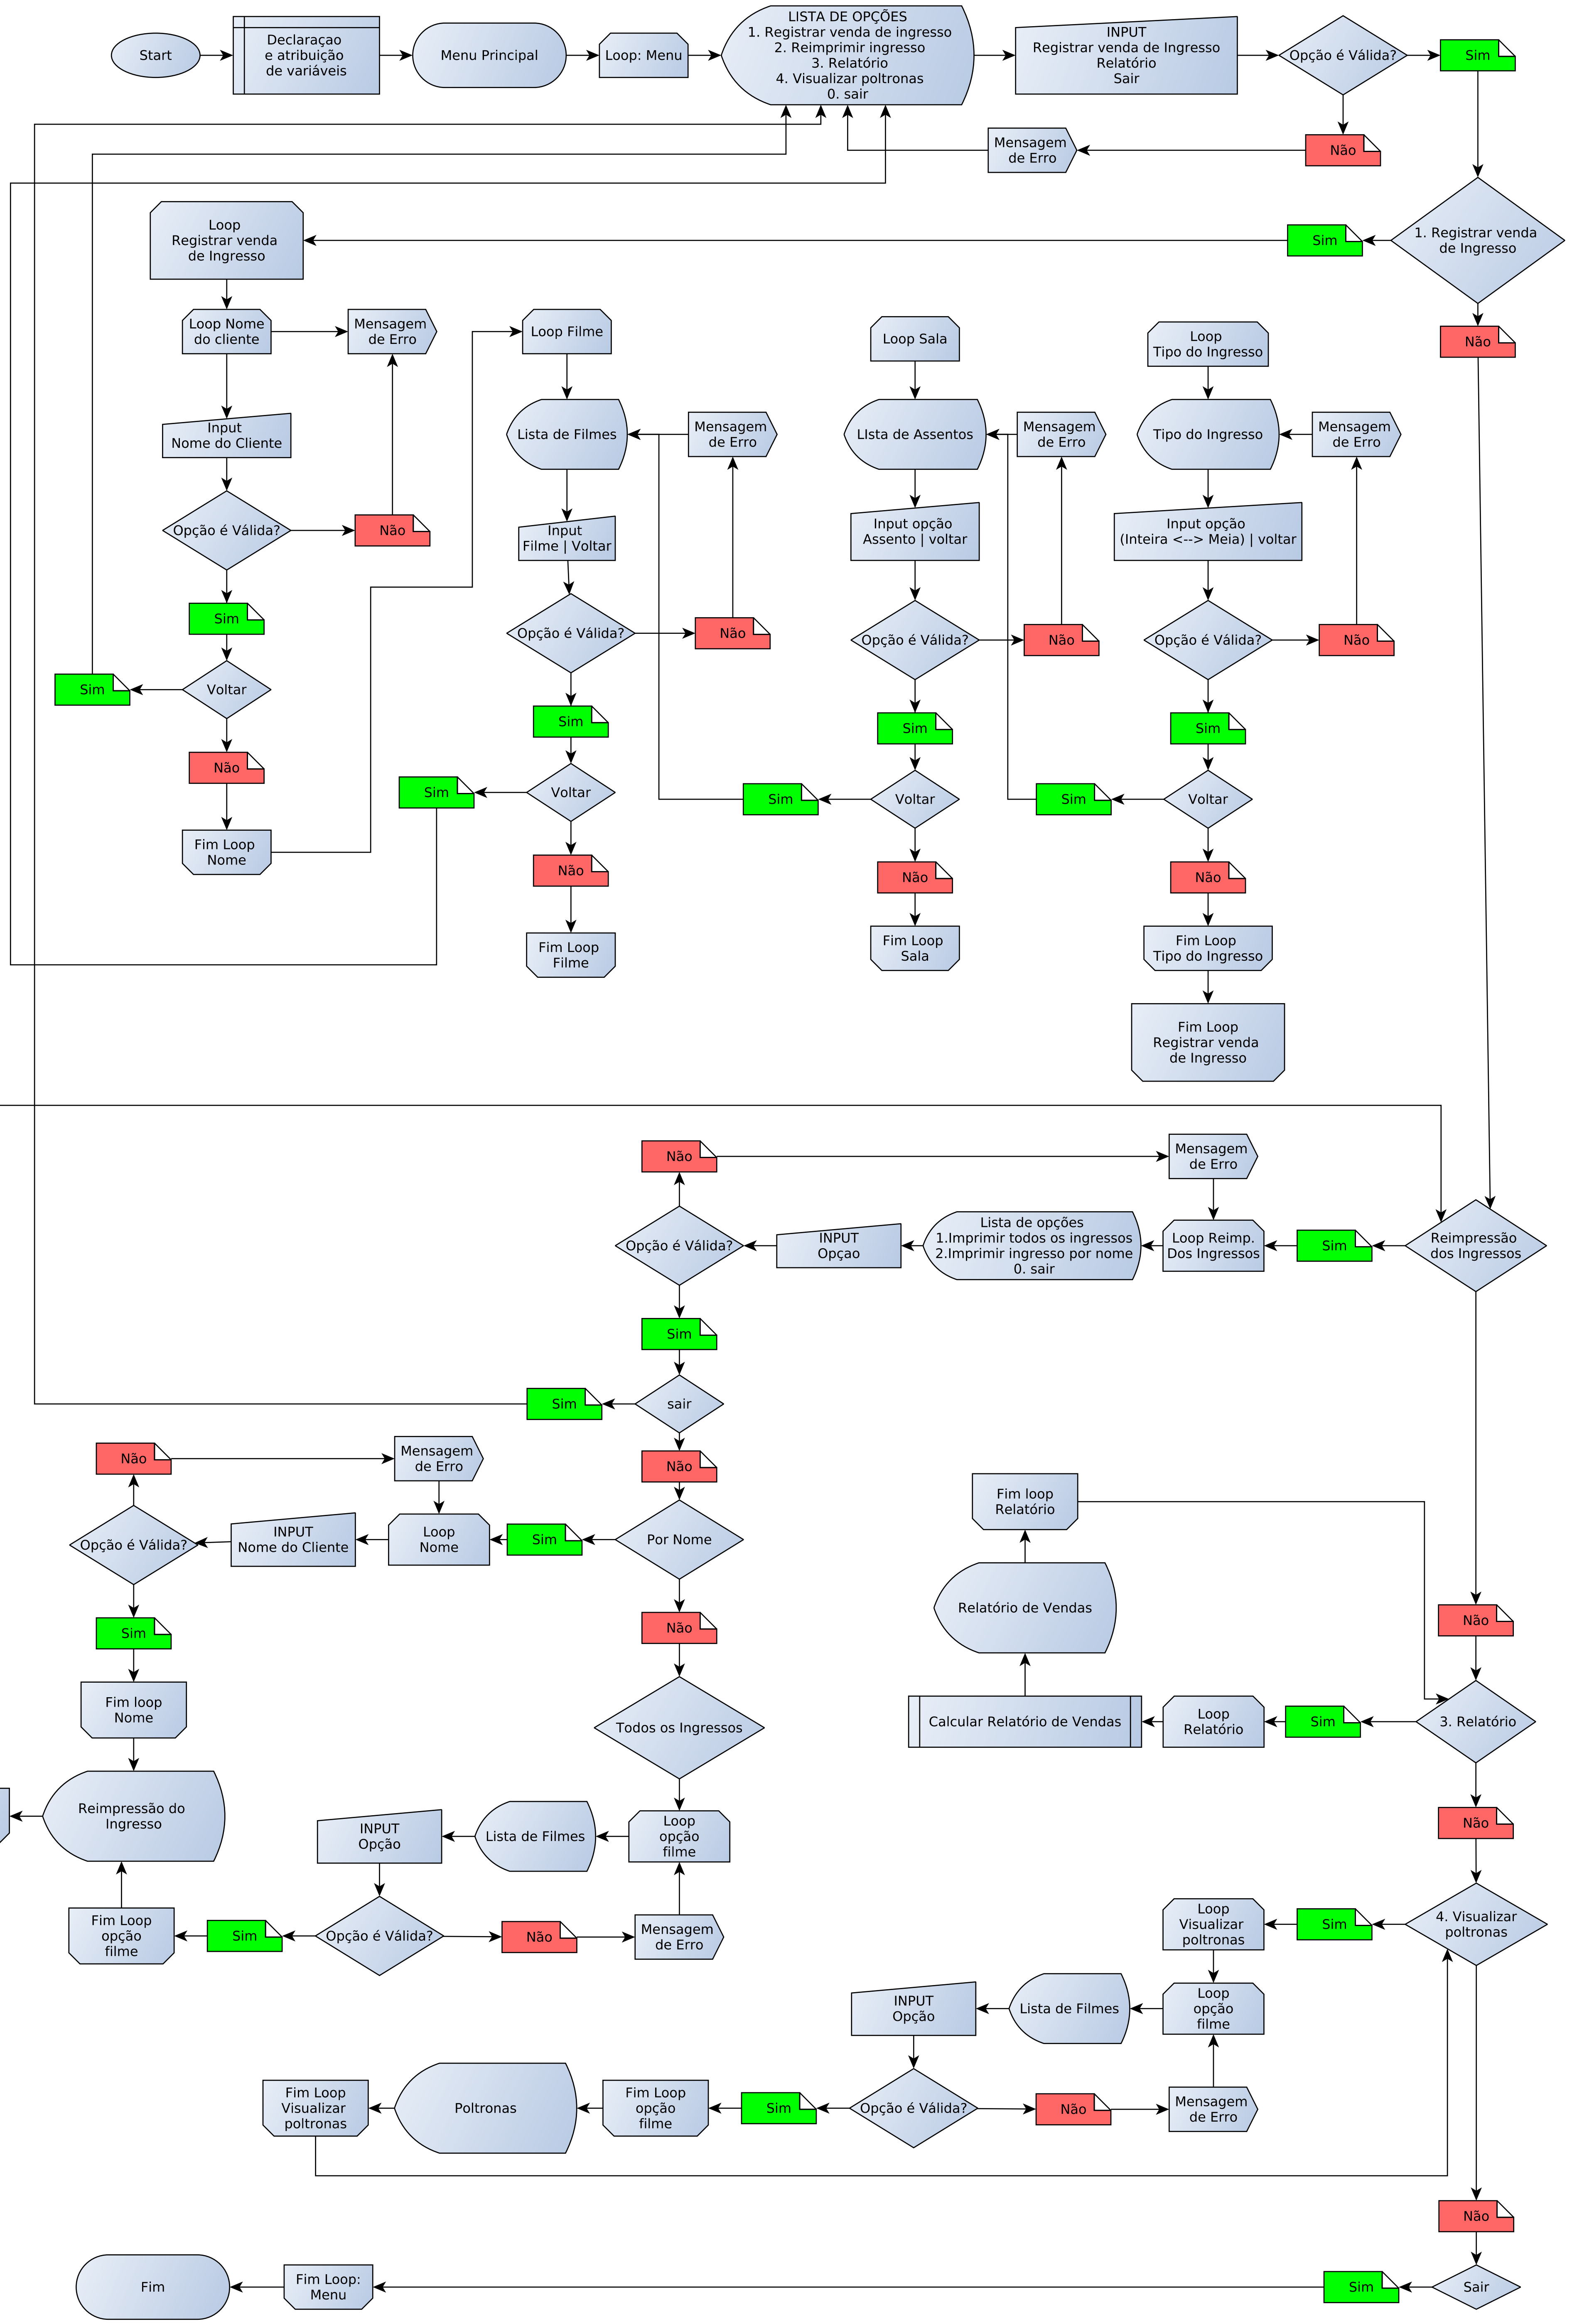 Start
Declaraçao
e atribuição
de variáveis
Menu Principal
Loop: Menu
LISTA DE OPÇÕES
1. Registrar venda de ingresso
2. Reimprimir ingresso
3. Relatório
4. Visualizar poltronas
0. sair
INPUT
Registrar venda de Ingresso
Relatório
Sair
Opção é Válida?
Sim
Mensagem
de Erro
Não
Loop
Registrar venda
de Ingresso
Sim
1. Registrar venda
de Ingresso
Não
Loop Nome
do cliente
Mensagem
de Erro
Input
Nome do Cliente
Opção é Válida?
Não
Sim
Sim
Voltar
Não
Fim Loop
Nome
Loop Filme
Lista de Filmes
Mensagem
de Erro
Input
Filme | Voltar
Opção é Válida?
Não
Sim
Sim
Voltar
Não
Fim Loop
Filme
Loop Sala
LIsta de Assentos
Mensagem
de Erro
Input opção
Assento | voltar
Opção é Válida?
Não
Sim
Sim
Voltar
Não
Fim Loop
Sala
Loop
Tipo do Ingresso
Tipo do Ingresso
Mensagem
de Erro
Input opção
(Inteira <--> Meia) | voltar
Opção é Válida?
Não
Sim
Sim
Voltar
Não
Fim Loop
Tipo do Ingresso
Fim Loop
Registrar venda
de Ingresso
Não
Mensagem
de Erro
Opção é Válida?
INPUT
Opçao
Lista de opções
1.Imprimir todos os ingressos
2.Imprimir ingresso por nome
0. sair
Loop Reimp.
Dos Ingressos
Sim
Reimpressão
dos Ingressos
Sim
Sim
sair
Não
Não
Mensagem
de Erro
Opção é Válida?
INPUT
Nome do Cliente
Loop
Nome
Sim
Por Nome
Sim
Não
Fim loop
Nome
Todos os Ingressos
Reimpressão do
Ingresso
INPUT
Opção
Lista de Filmes
Loop
opção
filme
Fim Loop
opção
filme
Sim
Opção é Válida?
Não
Mensagem
de Erro
Fim loop
Relatório
Relatório de Vendas
Não
Calcular Relatório de Vendas
Loop
Relatório
Sim
3. Relatório
Não
Loop
Visualizar
poltronas
Sim
4. Visualizar
poltronas
INPUT
Opção
Lista de Filmes
Loop
opção
filme
Fim Loop
Visualizar
poltronas
Poltronas
Fim Loop
opção
filme
Sim
Opção é Válida?
Não
Mensagem
de Erro
Não
Fim
Fim Loop:
Menu
Sim
Sair